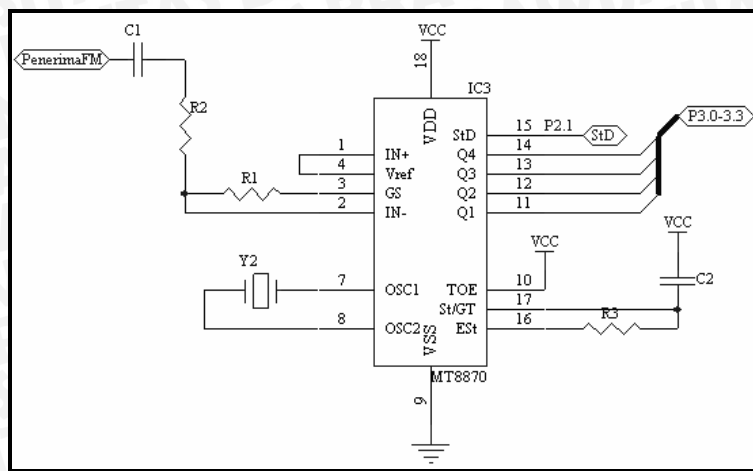 C1
VCC
PenerimaFM
18
IC3
P3.0-3.3
R2
VDD
StD
15
P2.1
StD
14
1
IN+
Q4
13
4
Vref
Q3
12
R1
3
GS
Q2
11
2
IN-
Q1
VCC
VCC
Y2
7
OSC1
TOE
10
C2
St/GT
17
8
OSC2
ESt
16
R3
VSS
MT8870
9